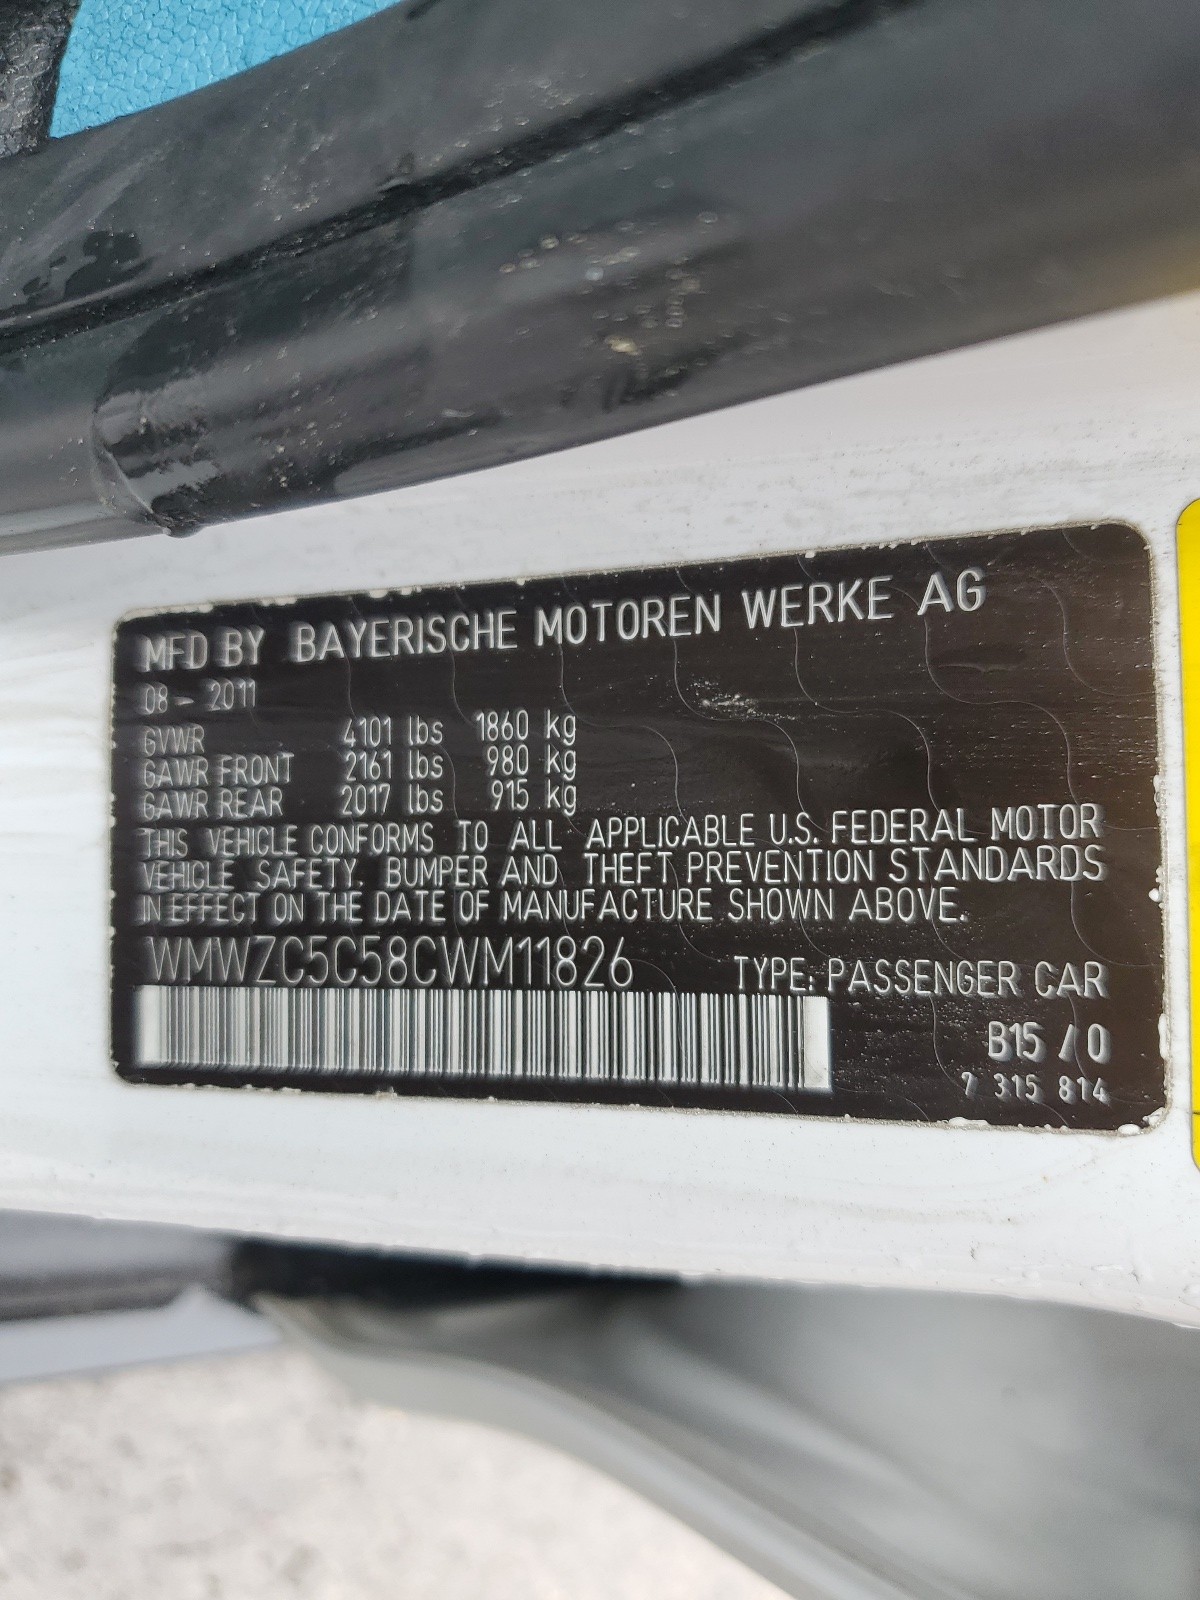 MFD BY BAYERISCHE MOTOREN WERKE AG
08 - 2011
GVWR 4101 lbs 1860 kg
GAWR FRONT 2161 lbs 980 kg
GAWR REAR 2017 lbs 915 kg
THIS VEHICLE CONFORMS TO ALL APPLICABLE U.S. FEDERAL MOTOR
VEHICLE SAFETY, BUMPER AND THEFT PREVENTION STANDARDS
IN EFFECT ON THE DATE OF MANUFACTURE SHOWN ABOVE.
WMWZC5C58CWM11826 TYPE: PASSENGER CAR
B15 / 0
7 315 814